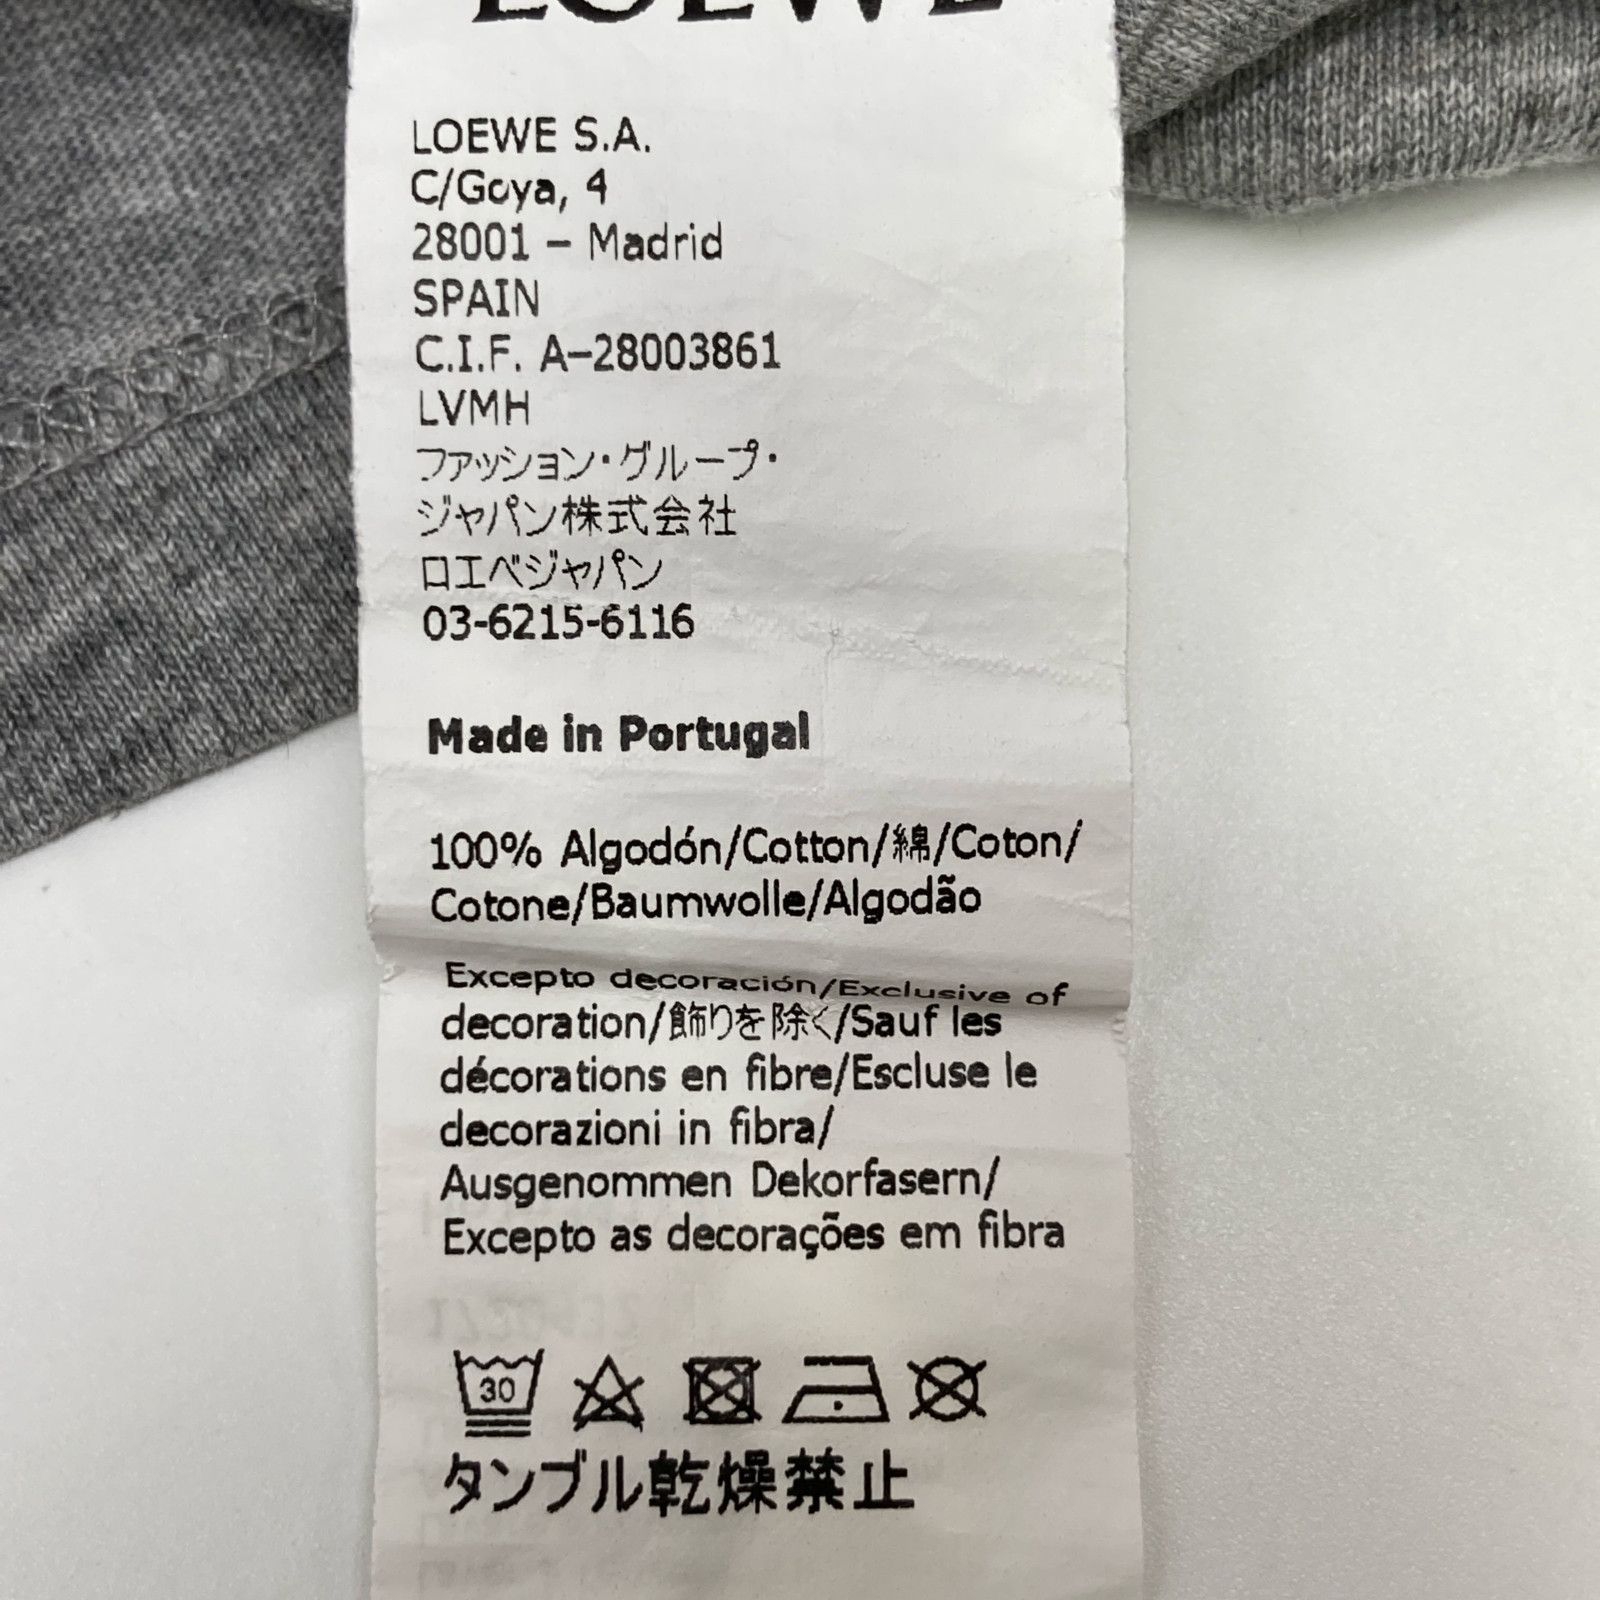 LOEWE
LOEWE S.A.
C/Goya, 4
28001 – Madrid
SPAIN
C.I.F. A–28003861
LVMH
ファッション・グループ・
ジャパン株式会社
ロエベジャパン
03-6215-6116
Made in Portugal
100% Algodón/Cotton/綿/Coton/
Cotone/Baumwolle/Algodão
Excepto decoración/Exclusive of
decoration/飾りを除く/Sauf les
décorations en fibre/Escluse le
decorazioni in fibra/
Ausgenommen Dekorfasern/
Excepto as decorações em fibra
30
タンブル乾燥禁止